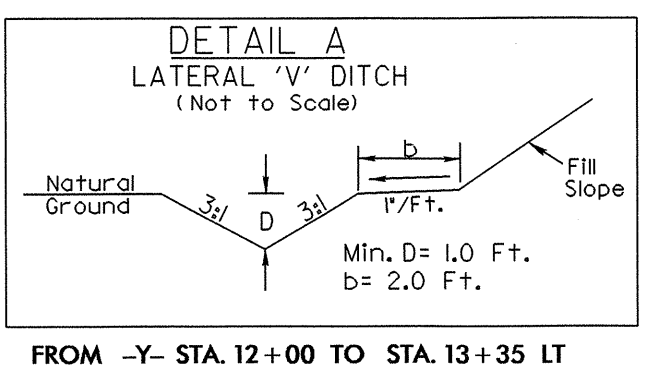 DETAIL A
LATERAL 'V' DITCH
(Not to Scale)
b
Natural
Ground
3:1
D
3:1
1"/Ft.
Fill
Slope
Min. D= 1.0 Ft.
b= 2.0 Ft.
FROM -Y- STA. 12+00 TO STA. 13+35 LT